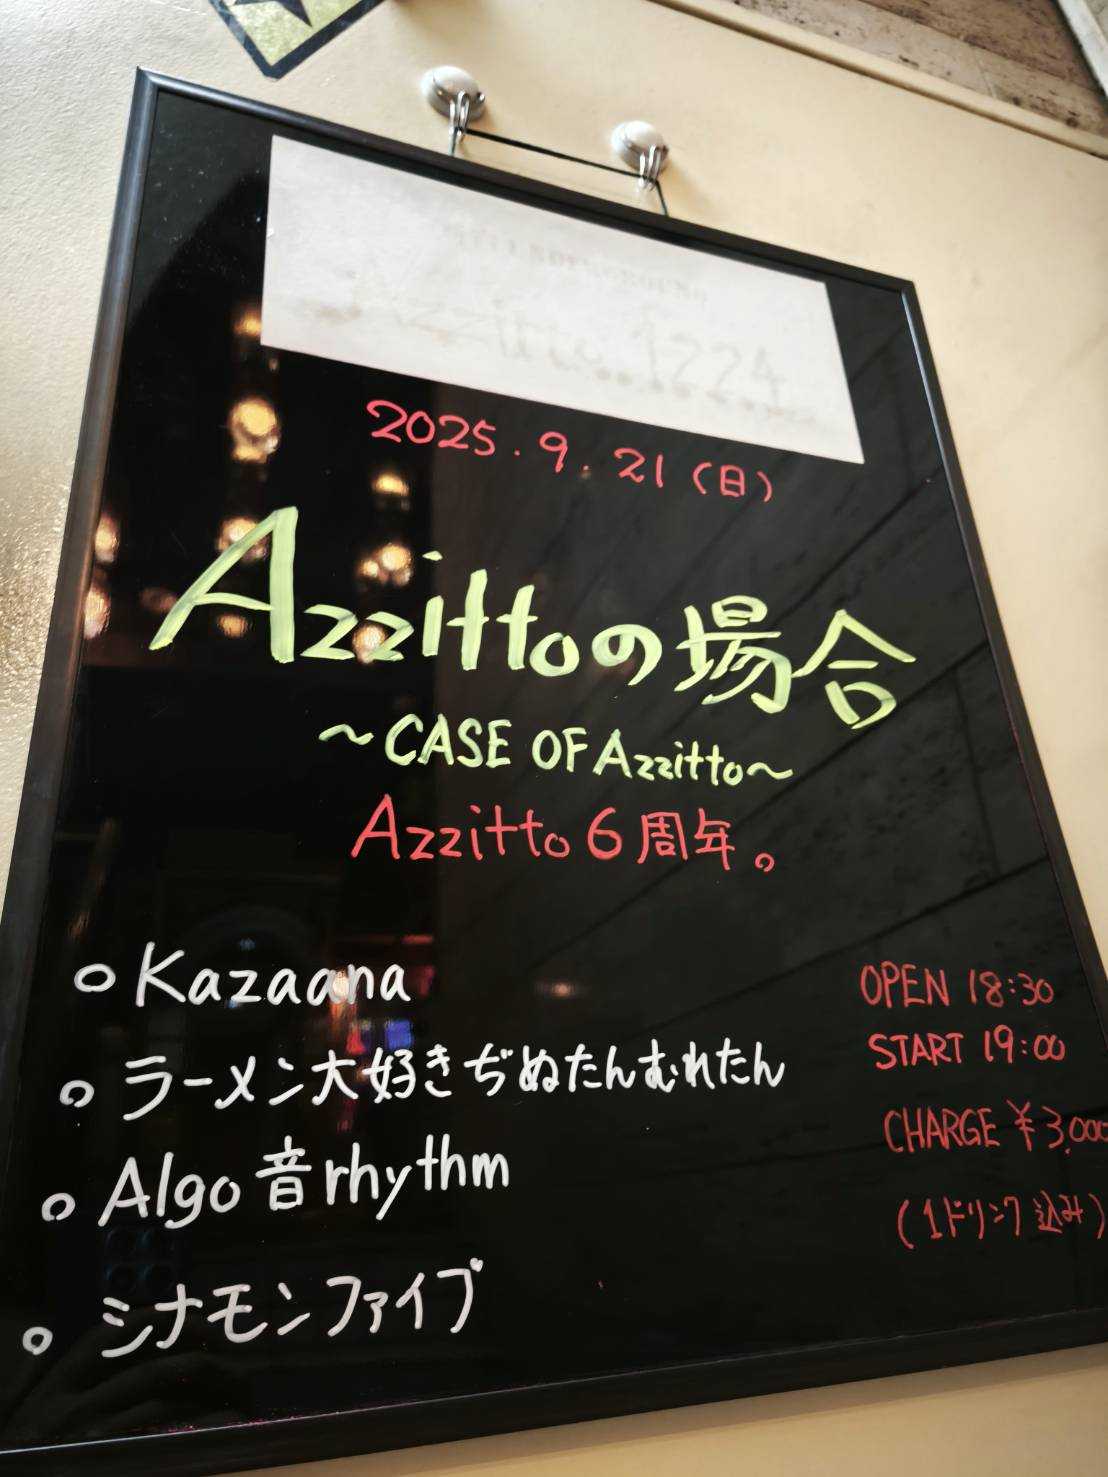 2025.9.21(日)
Azzittoの場合
~CASE OF Azzitto~
Azzitto 6周年。
○ Kazaana
○ ラーメン大好きぢぬたんむれたん
○ Algo音rhythm
○ シナモンファイブ
OPEN 18:30
START 19:00
CHARGE ¥3,000
(1ドリンク込み)